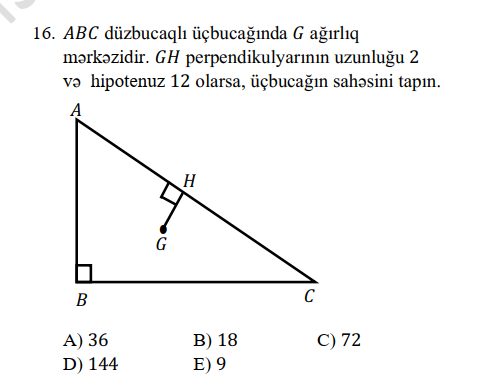 16. ABC düzbucaqlı üçbucağında G ağırlıq
mərkəzidir. GH perpendikulyarının uzunluğu 2
və hipotenuz 12 olarsa, üçbucağın sahəsini tapın.
A
H
G
B
C
A) 36 B) 18 C) 72
D) 144 E) 9